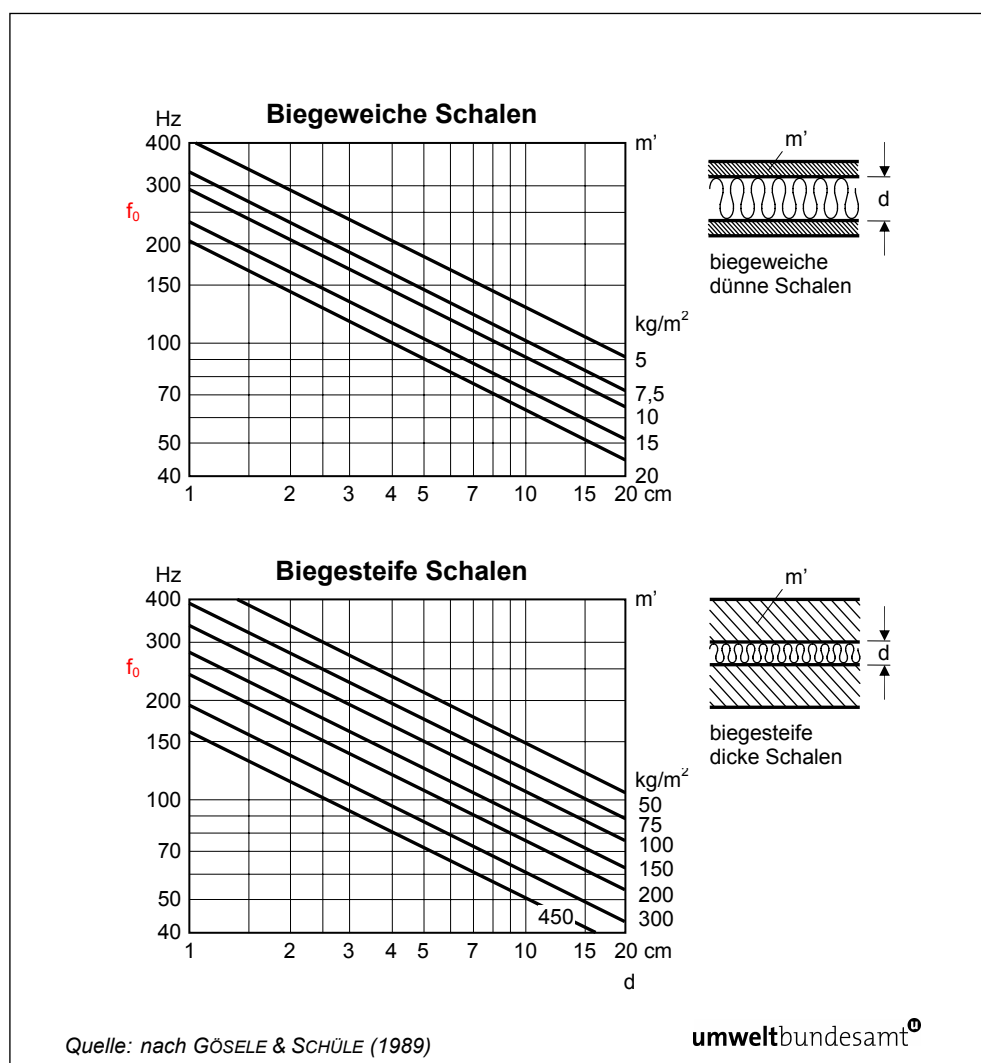 Biegeweiche Schalen
Hz
400
300
f₀
200
150
100
70
50
40
1 2 3 4 5 7 10 15 20 cm
m’
kg/m²
5
7,5
10
15
20
m’
d
biegeweiche
dünne Schalen
Biegesteife Schalen
Hz
400
300
f₀
200
150
100
70
50
40
1 2 3 4 5 7 10 15 20 cm
d
m’
kg/m²
50
75
100
150
200
300
450
m’
d
biegesteife
dicke Schalen
Quelle: nach GÖSELE & SCHÜLE (1989)
umweltbundesamt u